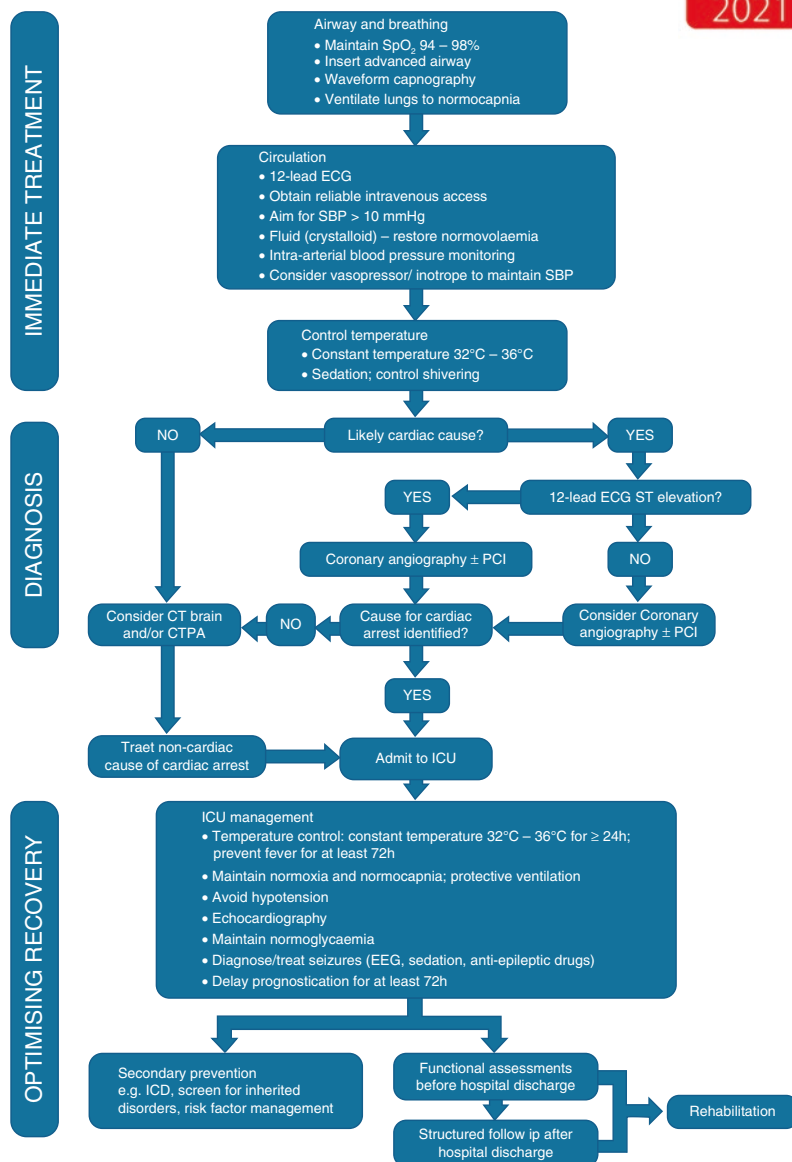 2021
IMMEDIATE TREATMENT
Airway and breathing
• Maintain SpO₂ 94 – 98%
• Insert advanced airway
• Waveform capnography
• Ventilate lungs to normocapnia
Circulation
• 12-lead ECG
• Obtain reliable intravenous access
• Aim for SBP > 10 mmHg
• Fluid (crystalloid) – restore normovolaemia
• Intra-arterial blood pressure monitoring
• Consider vasopressor/ inotrope to maintain SBP
Control temperature
• Constant temperature 32°C – 36°C
• Sedation; control shivering
DIAGNOSIS
NO
Likely cardiac cause?
YES
YES
12-lead ECG ST elevation?
Coronary angiography ± PCI
NO
Consider CT brain
and/or CTPA
NO
Cause for cardiac
arrest identified?
Consider Coronary
angiography ± PCI
YES
Traet non-cardiac
cause of cardiac arrest
Admit to ICU
OPTIMISING RECOVERY
ICU management
• Temperature control: constant temperature 32°C – 36°C for ≥ 24h;
prevent fever for at least 72h
• Maintain normoxia and normocapnia; protective ventilation
• Avoid hypotension
• Echocardiography
• Maintain normoglycaemia
• Diagnose/treat seizures (EEG, sedation, anti-epileptic drugs)
• Delay prognostication for at least 72h
Secondary prevention
e.g. ICD, screen for inherited
disorders, risk factor management
Functional assessments
before hospital discharge
Structured follow ip after
hospital discharge
Rehabilitation